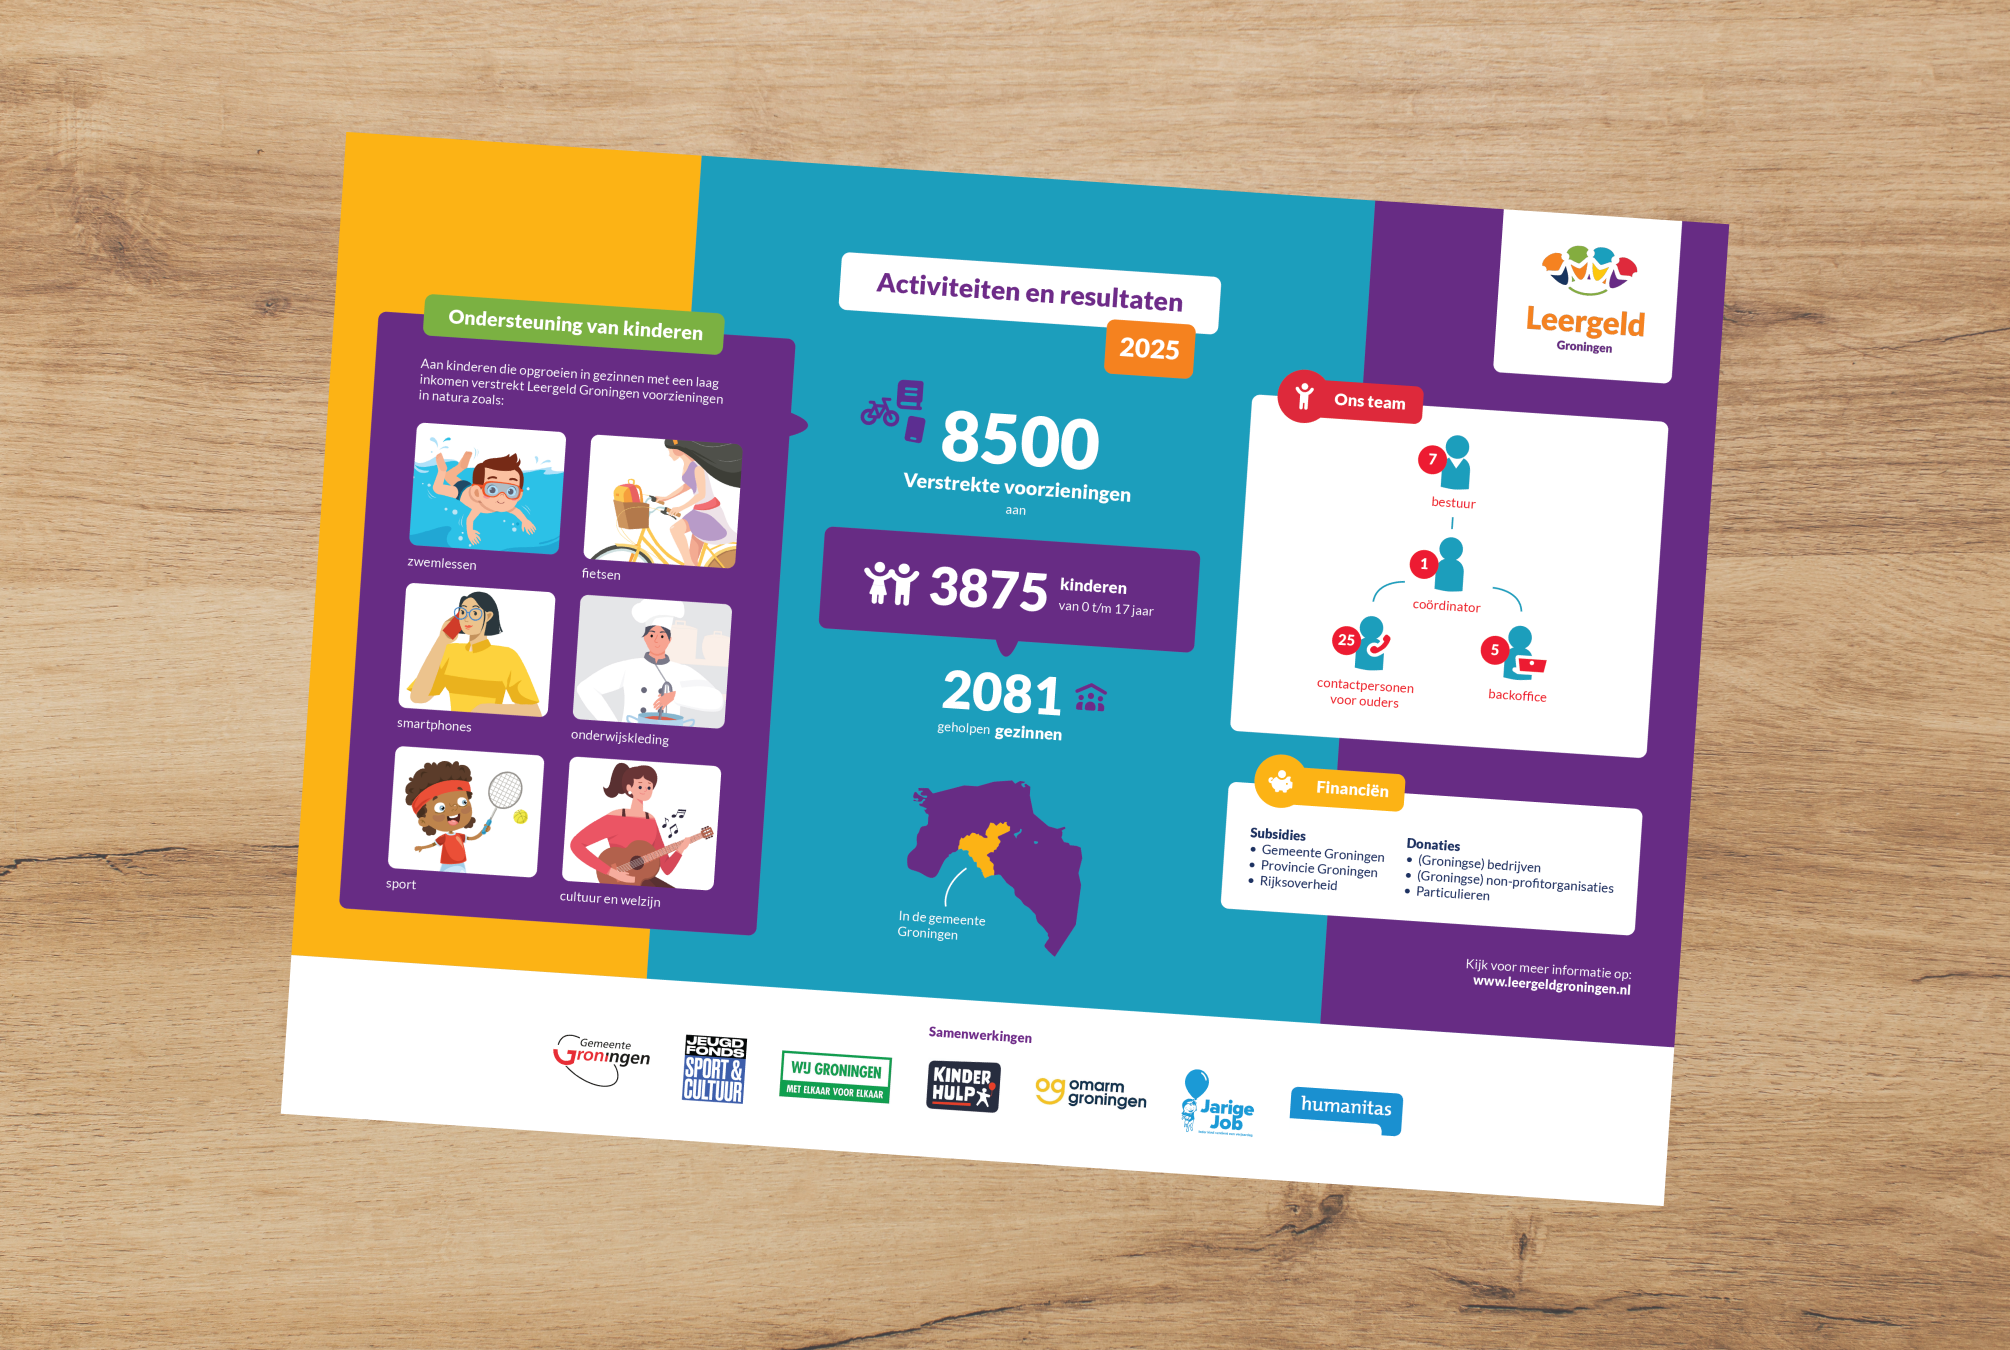 Ondersteuning van kinderen
Aan kinderen die opgroeien in gezinnen met een laag
inkomen verstrekt Leergeld Groningen voorzieningen
in natura zoals:
zwemlessen
fietsen
smartphones
onderwijskleding
sport
cultuur en welzijn
Activiteiten en resultaten
2025
8500
Verstrekte voorzieningen
aan
3875 kinderen
van 0 t/m 17 jaar
2081
geholpen gezinnen
In de gemeente
Groningen
Leergeld
Groningen
Ons team
7
bestuur
1
coördinator
25
contactpersonen
voor ouders
5
backoffice
Financiën
Subsidies
• Gemeente Groningen
• Provincie Groningen
• Rijksoverheid
Donaties
• (Groningse) bedrijven
• (Groningse) non-profitorganisaties
• Particulieren
Kijk voor meer informatie op:
www.leergeldgroningen.nl
Samenwerkingen
Gemeente
Groningen
JEUGD
FONDS
SPORT &
CULTUUR
WIJ GRONINGEN
MET ELKAAR VOOR ELKAAR
KINDER
HULP
og omarm
groningen
Jarige
Job
humanitas